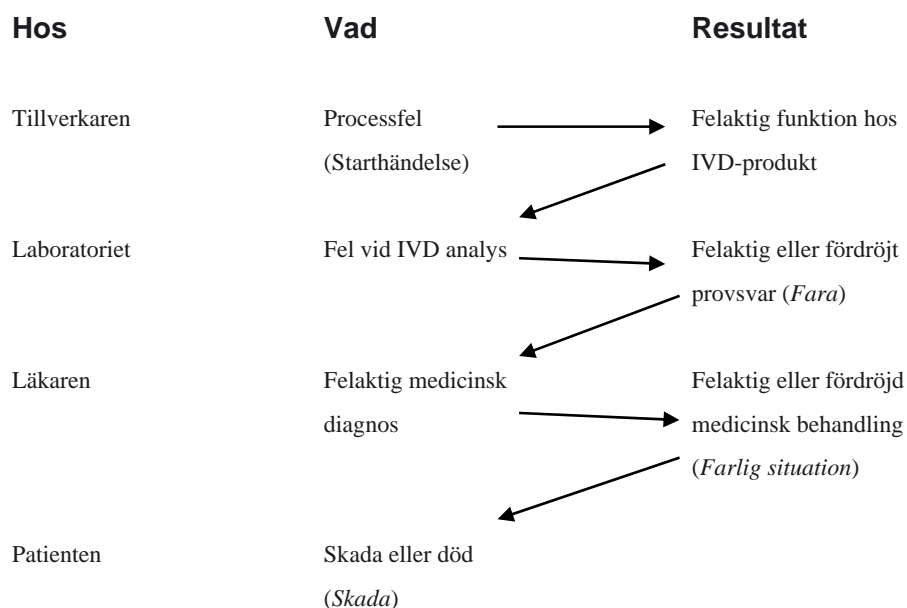 Hos Vad Resultat
Tillverkaren Processfel Felaktig funktion hos
(Starthändelse) IVD-produkt
Laboratoriet Fel vid IVD analys Felaktig eller fördröjt
provsvar (Fara)
Läkaren Felaktig medicinsk Felaktig eller fördröjd
diagnos medicinsk behandling
(Farlig situation)
Patienten Skada eller död
(Skada)